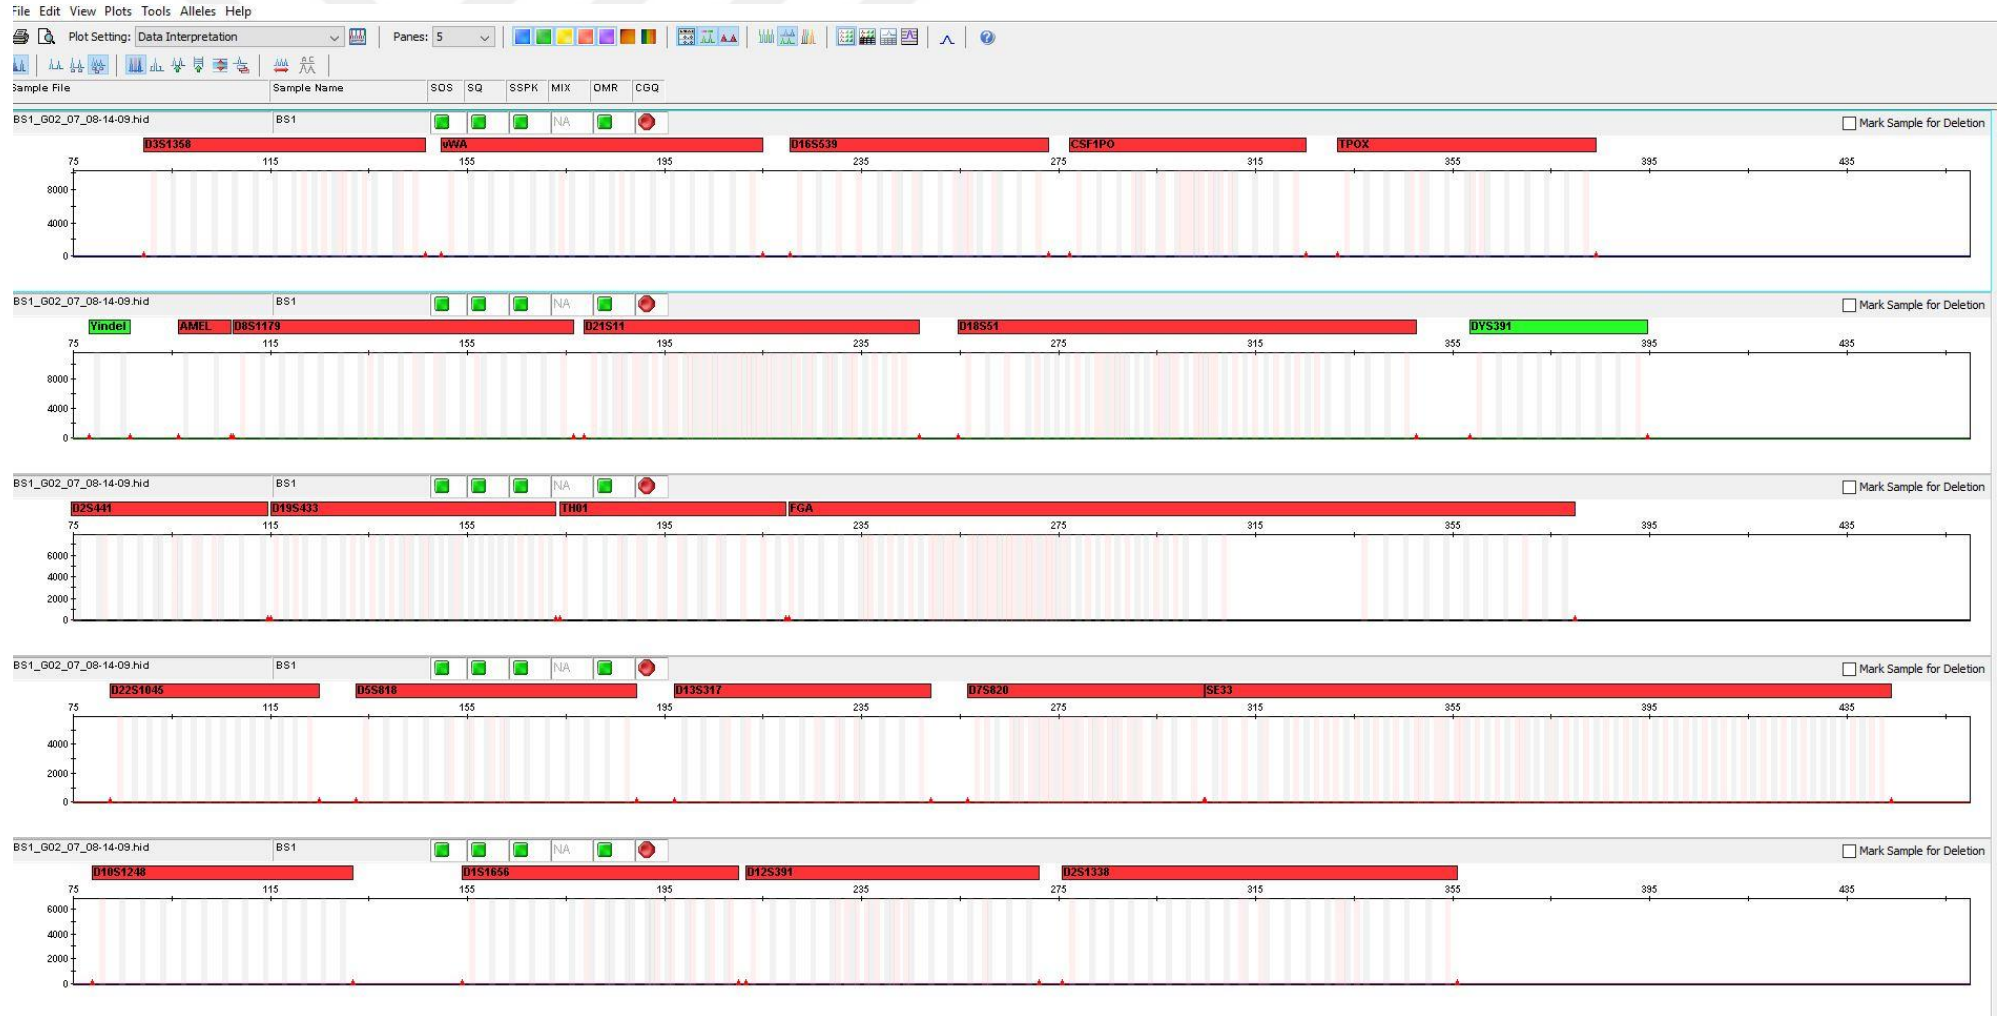 File Edit View Plots Tools Alleles Help
Plot Setting: Data Interpretation Panes: 5
Sample File Sample Name SOS SQ SSPK MIX OMR CGQ
BS1_G02_07_08-14-09.hid BS1 NA Mark Sample for Deletion
D3S1358 vWA D16S539 CSF1PO TPOX
75 115 155 195 235 275 315 355 395 435
8000
4000
0
BS1_G02_07_08-14-09.hid BS1 NA Mark Sample for Deletion
Yindel AMEL D8S1179 D21S11 D18S51 DYS391
75 115 155 195 235 275 315 355 395 435
8000
4000
0
BS1_G02_07_08-14-09.hid BS1 NA Mark Sample for Deletion
D2S441 D19S433 TH01 FGA
75 115 155 195 235 275 315 355 395 435
6000
4000
2000
0
BS1_G02_07_08-14-09.hid BS1 NA Mark Sample for Deletion
D22S1045 D5S818 D13S317 D7S820 SE33
75 115 155 195 235 275 315 355 395 435
4000
2000
0
BS1_G02_07_08-14-09.hid BS1 NA Mark Sample for Deletion
D10S1248 D1S1656 D12S391 D2S1338
75 115 155 195 235 275 315 355 395 435
6000
4000
2000
0